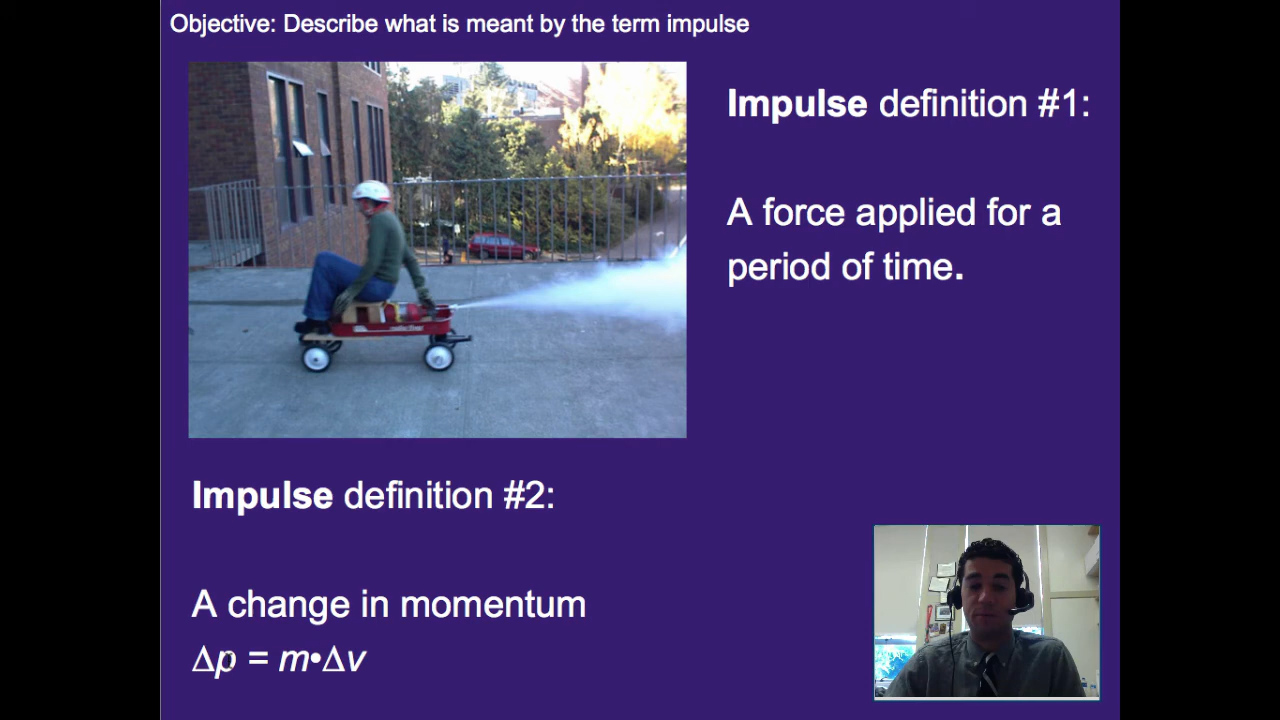 Objective: Describe what is meant by the term impulse
Impulse definition #1:
A force applied for a
period of time.
Impulse definition #2:
A change in momentum
Δp = m•Δv